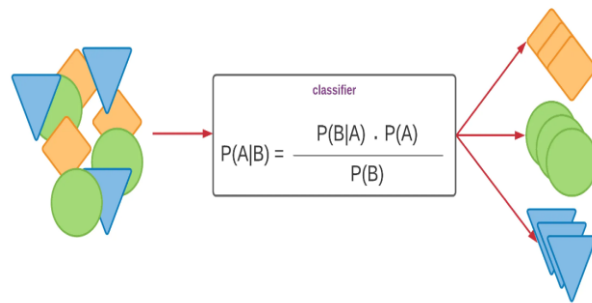 classifier
P(A|B) = P(B|A) . P(A)
P(B)